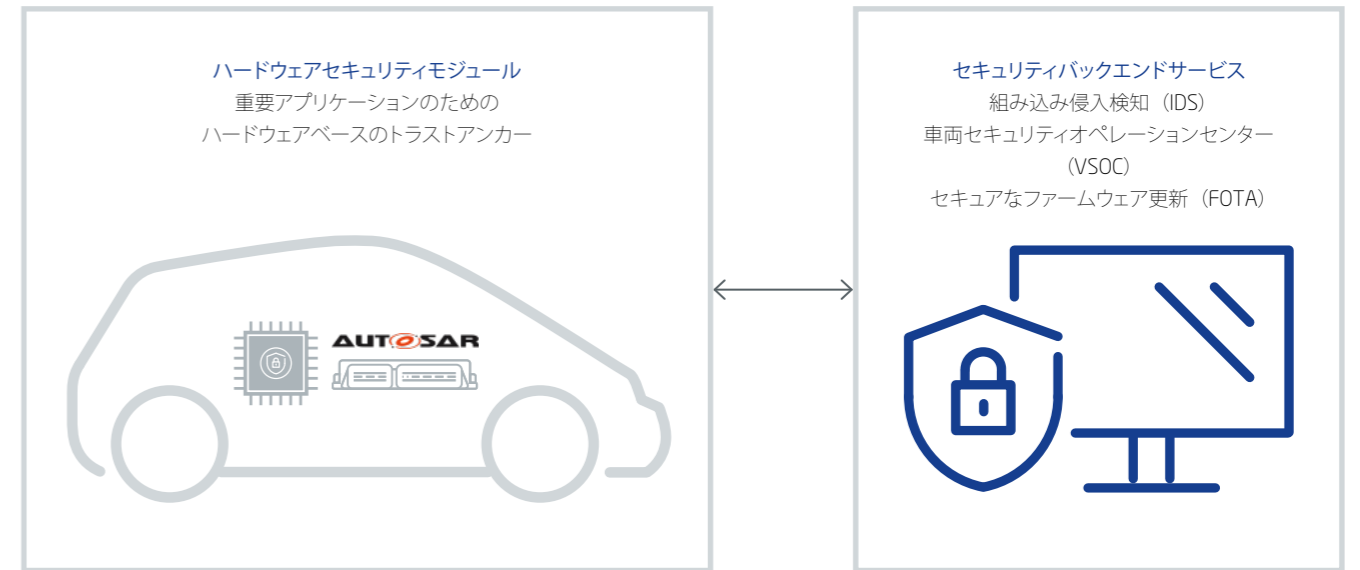 ハードウェアセキュリティモジュール
重要アプリケーションのための
ハードウェアベースのトラストアンカー
AUTOSAR
セキュリティバックエンドサービス
組み込み侵入検知（IDS）
車両セキュリティオペレーションセンター
（VSOC）
セキュアなファームウェア更新（FOTA）